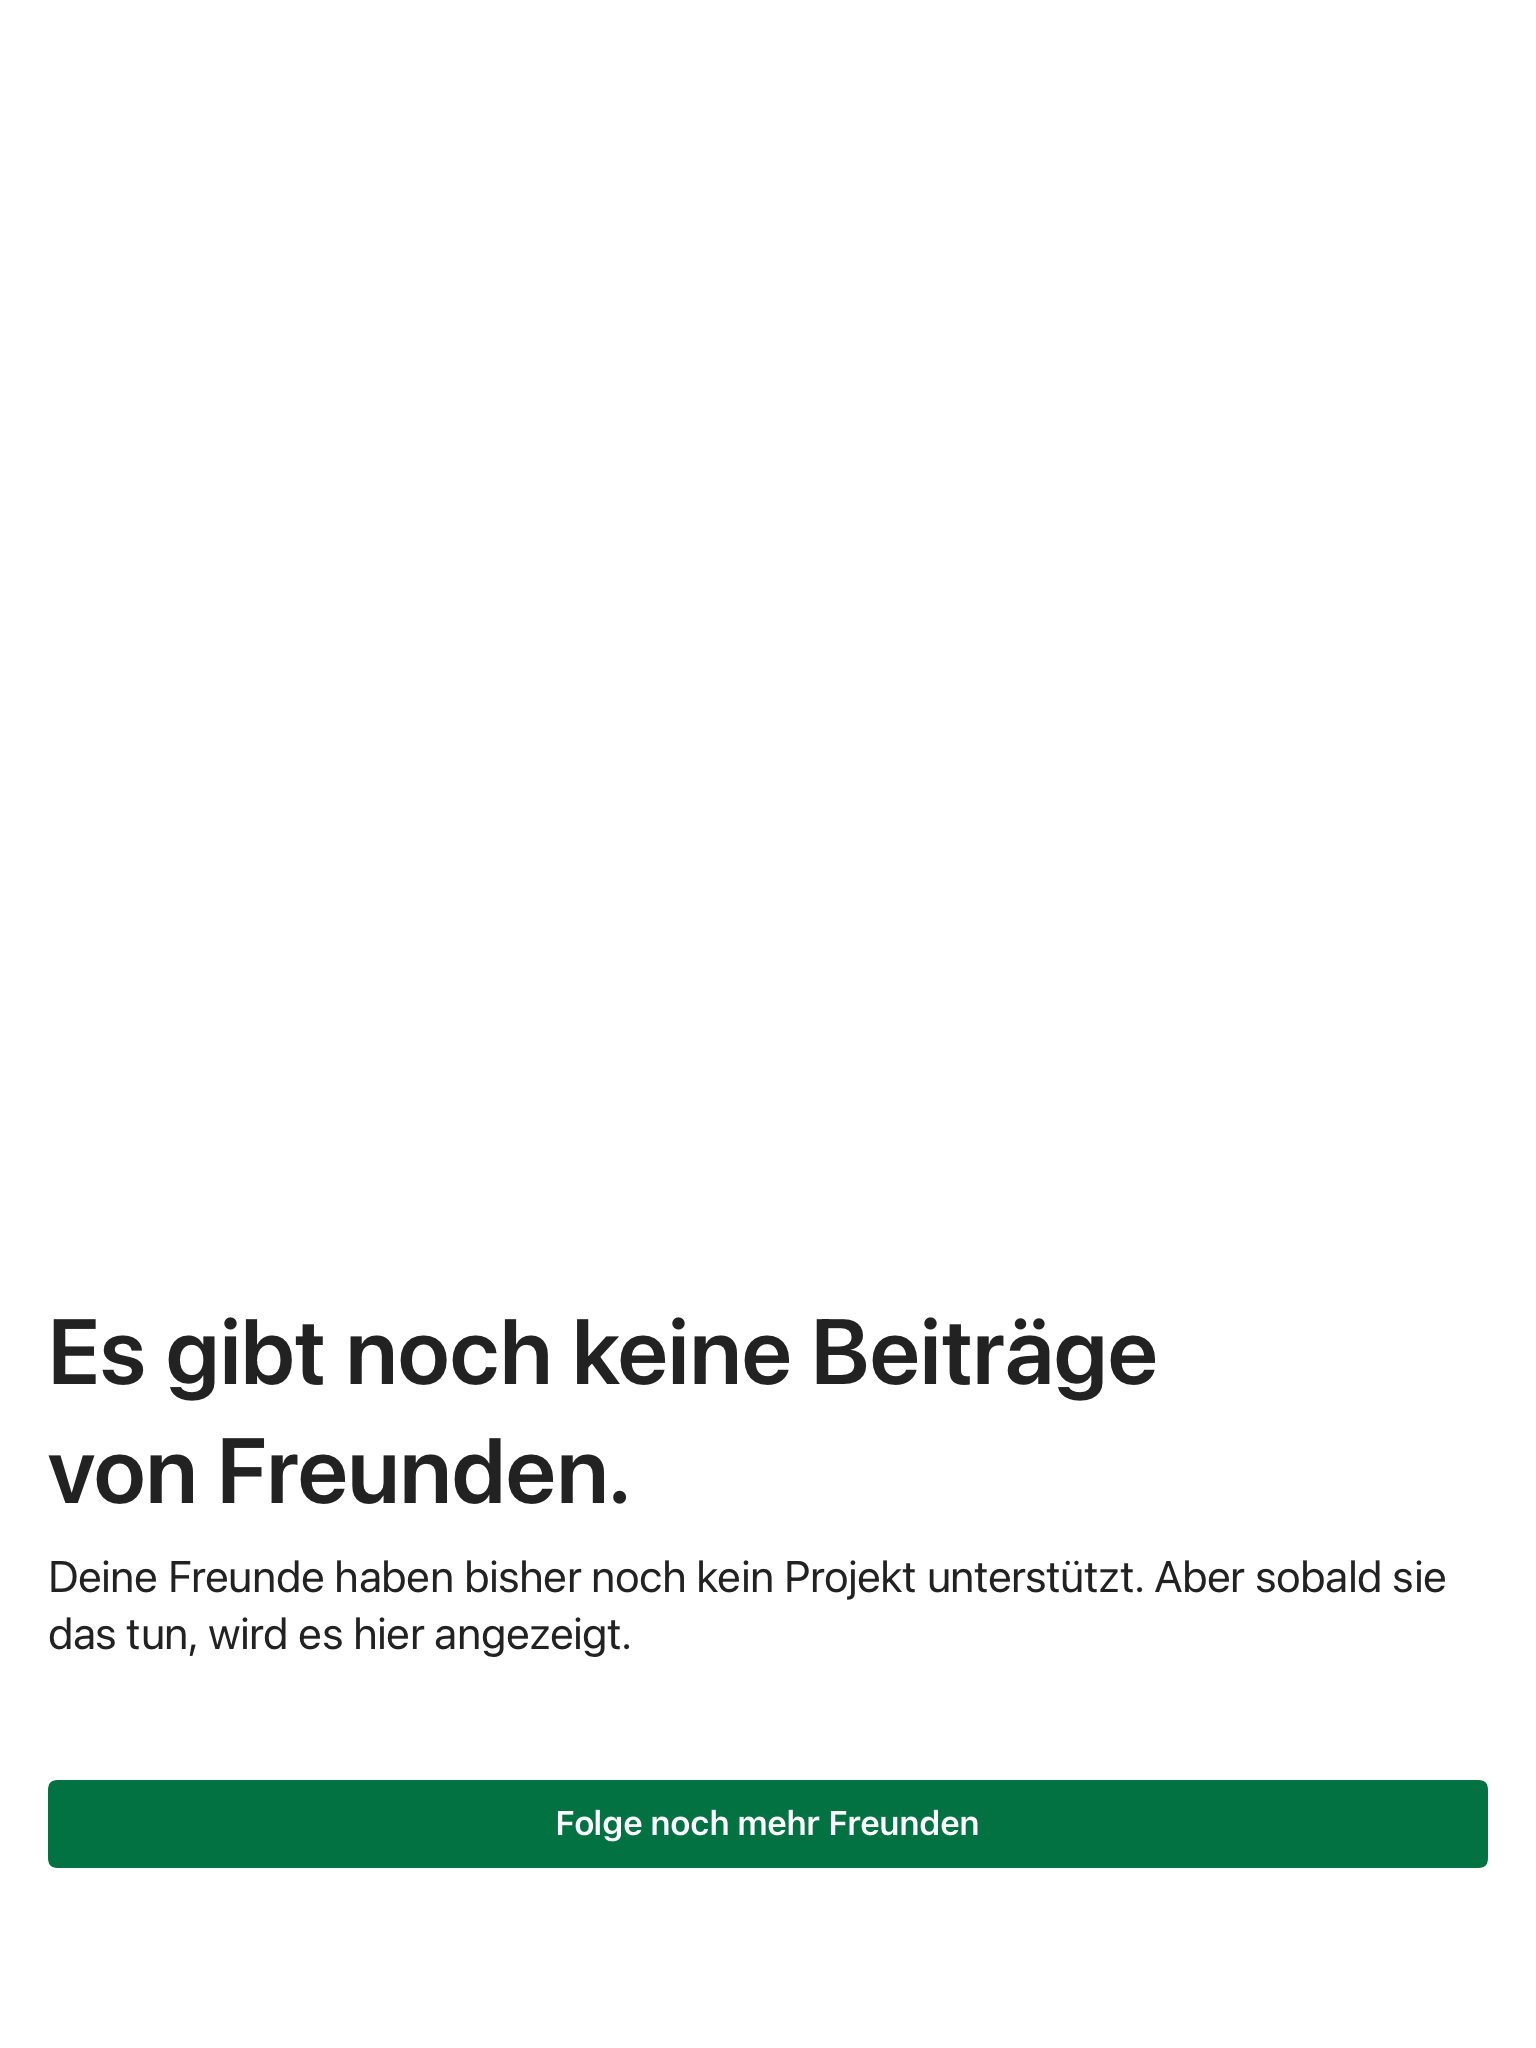 Es gibt noch keine Beiträge
von Freunden.
Deine Freunde haben bisher noch kein Projekt unterstützt. Aber sobald sie
das tun, wird es hier angezeigt.
Folge noch mehr Freunden